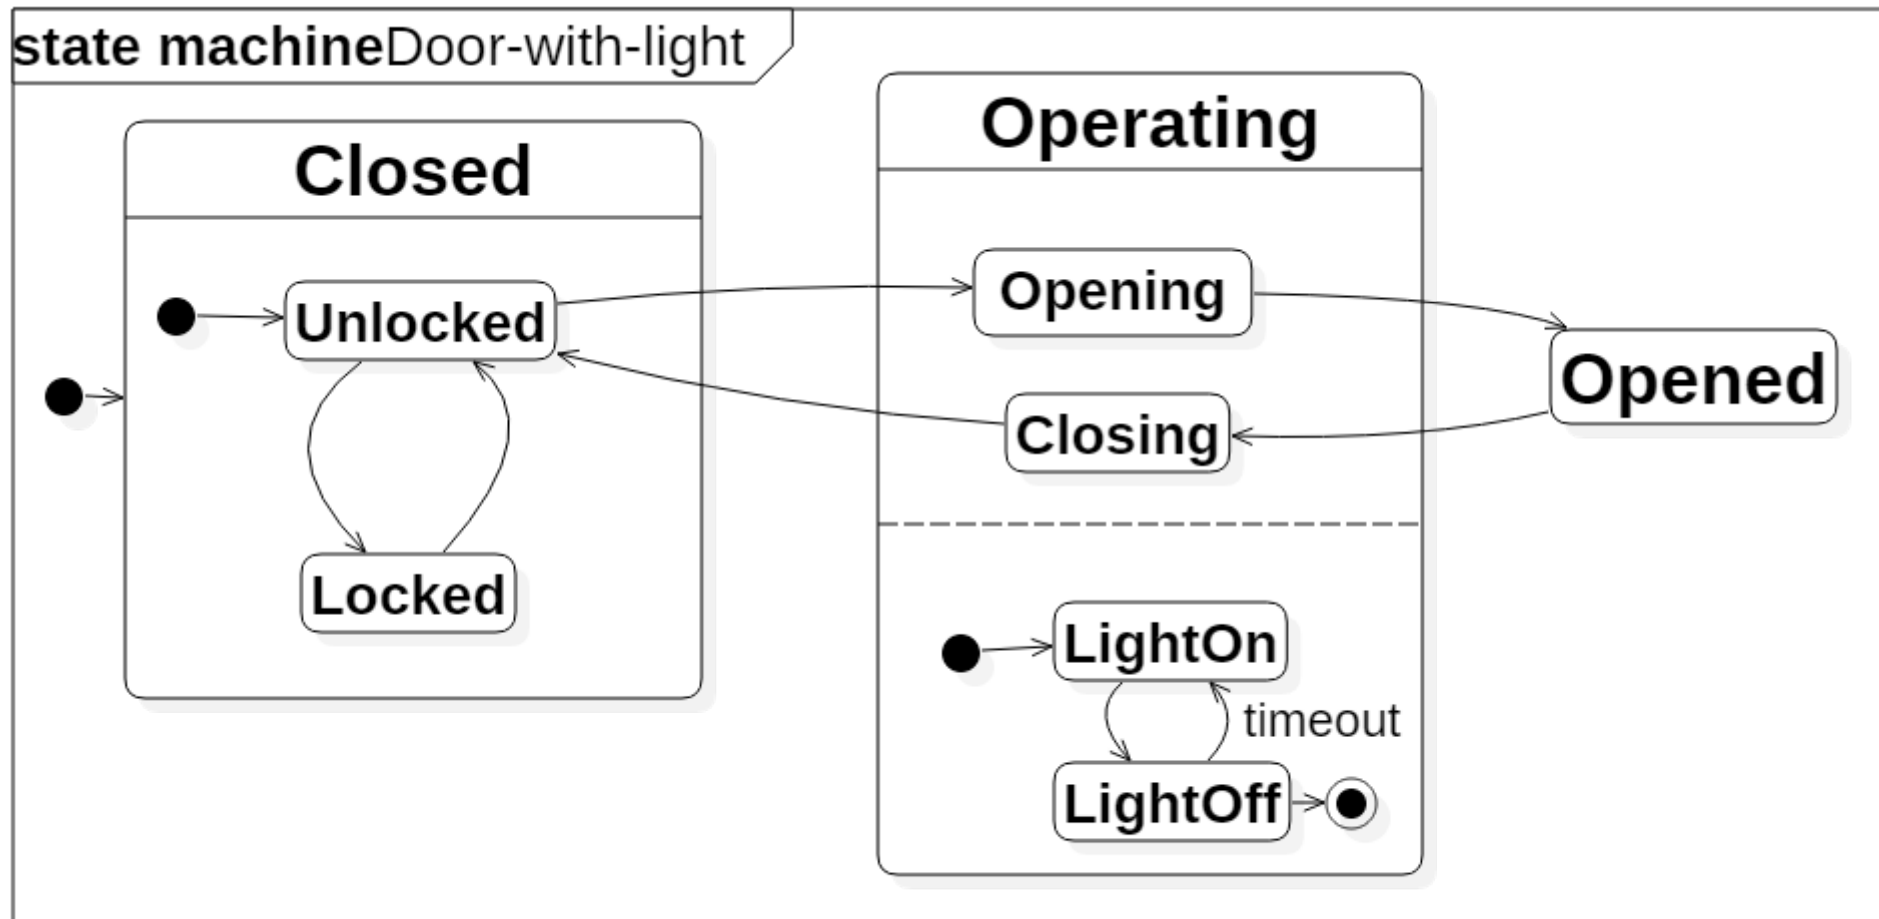 state machineDoor-with-light
Closed
Unlocked
Locked
Operating
Opening
Closing
Opened
LightOn
timeout
LightOff